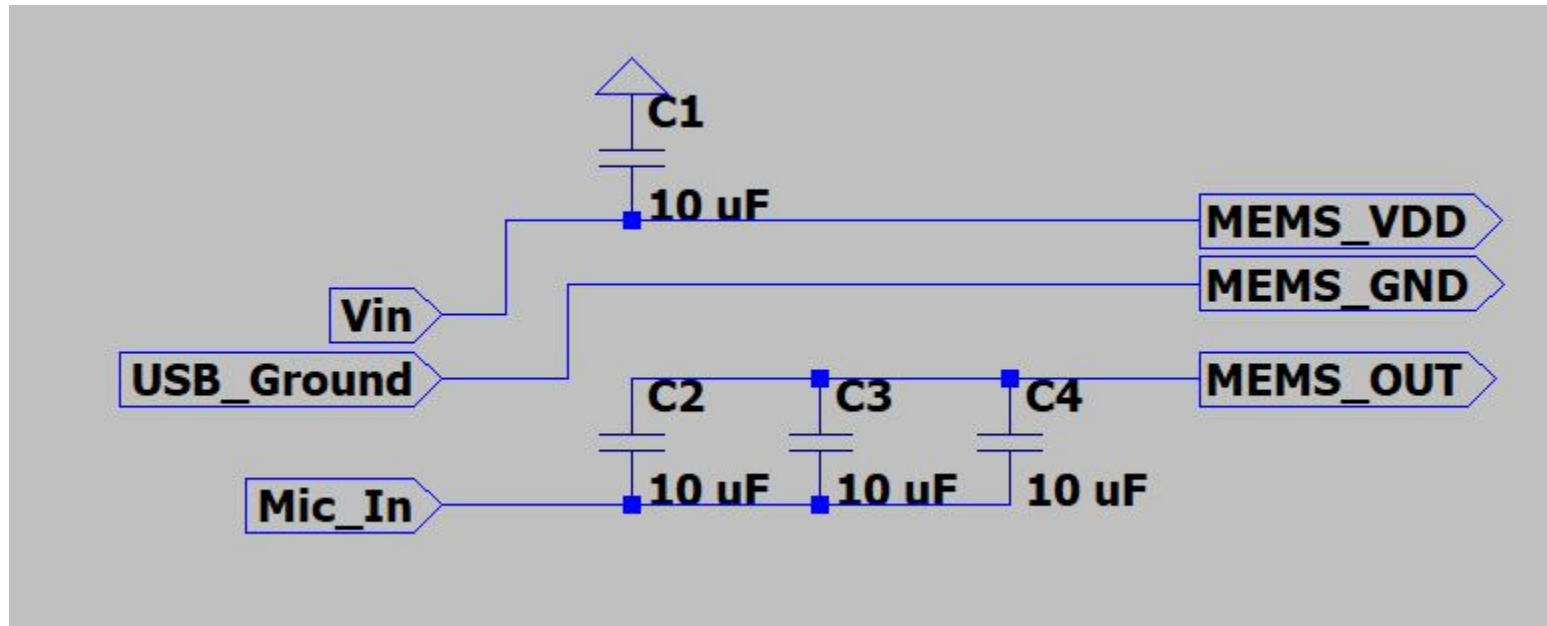 C1
10 uF
MEMS_VDD
MEMS_GND
Vin
USB_Ground
MEMS_OUT
C2 C3 C4
10 uF 10 uF 10 uF
Mic_In